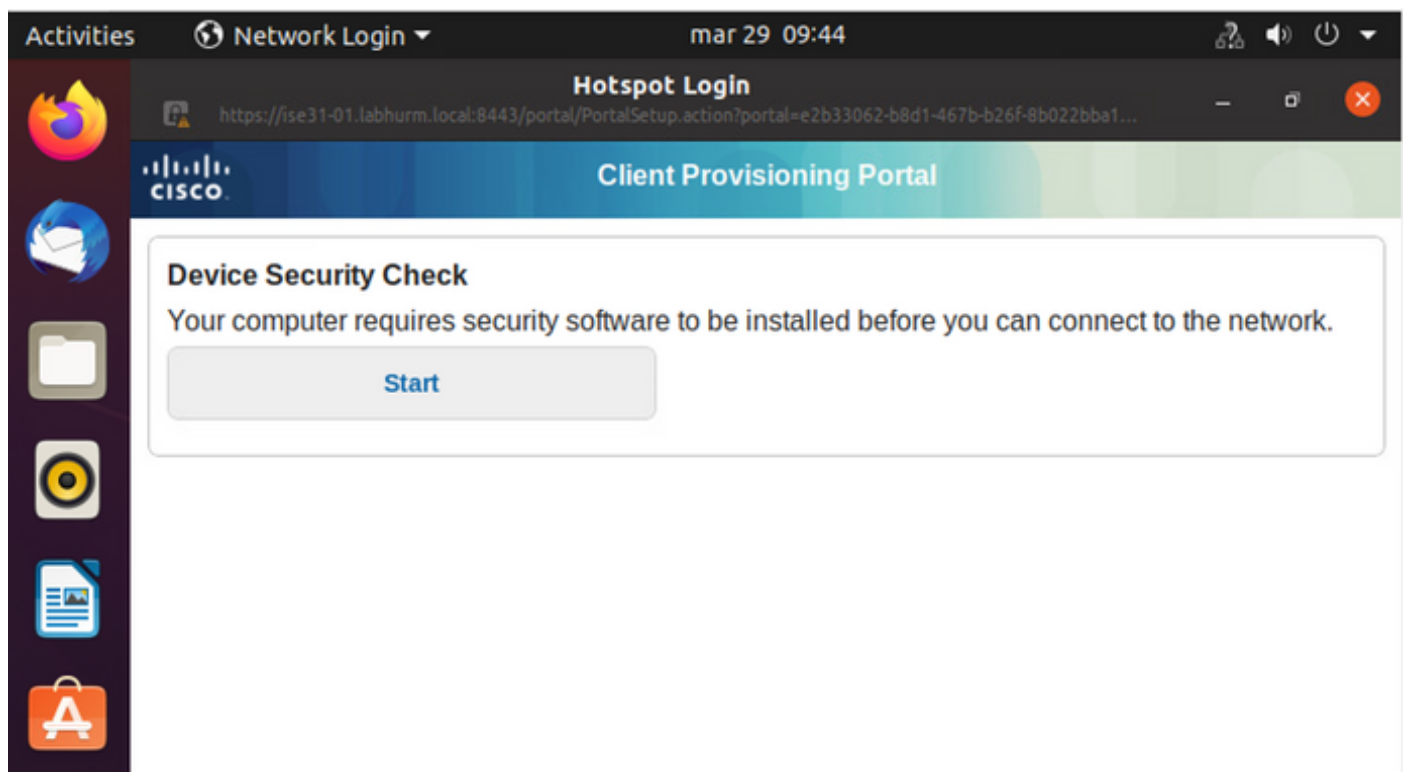 Activities Network Login mar 29 09:44
Hotspot Login
https://ise31-01.labhurm.local:8443/portal/PortalSetup.action?portal=e2b33062-b8d1-467b-b26f-8b022bba1...
CISCO
Client Provisioning Portal
Device Security Check
Your computer requires security software to be installed before you can connect to the network.
Start